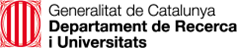 Generalitat de Catalunya
Departament de Recerca
i Universitats